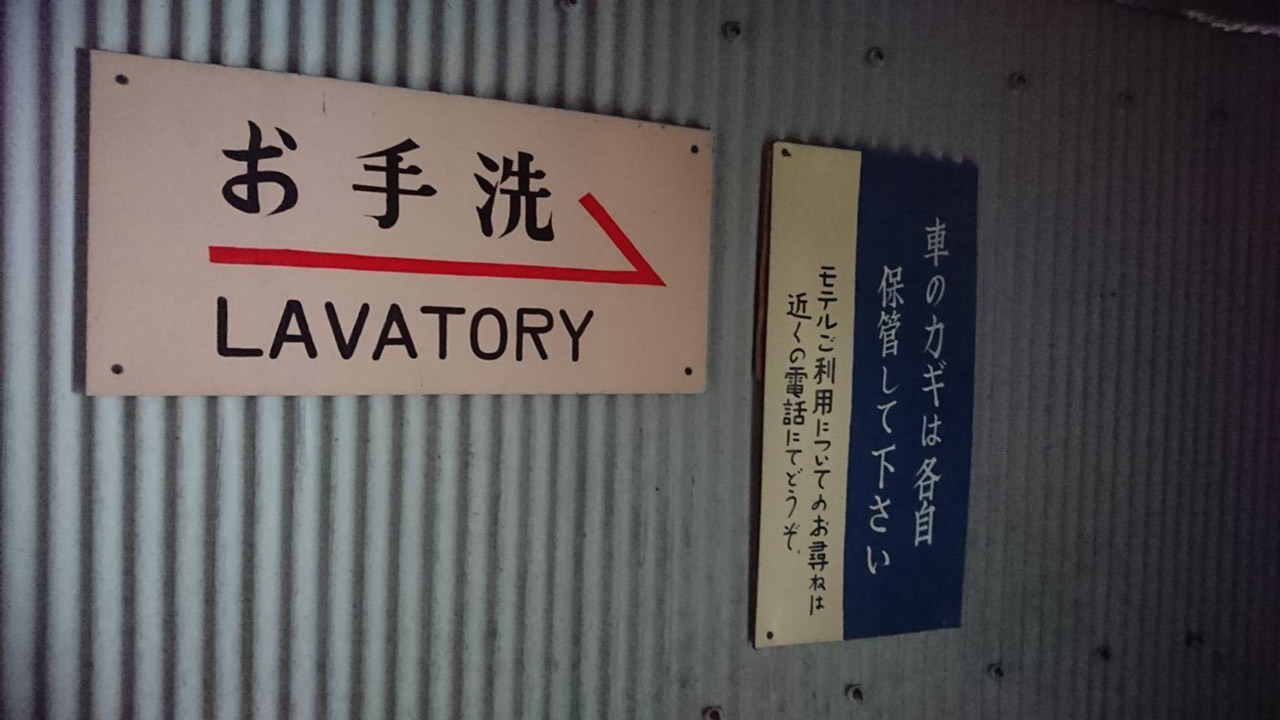 お手洗
LAVATORY
車のカギは各自
保管して下さい
モテルご利用についてのお尋ねは
近くの電話にてどうぞ、